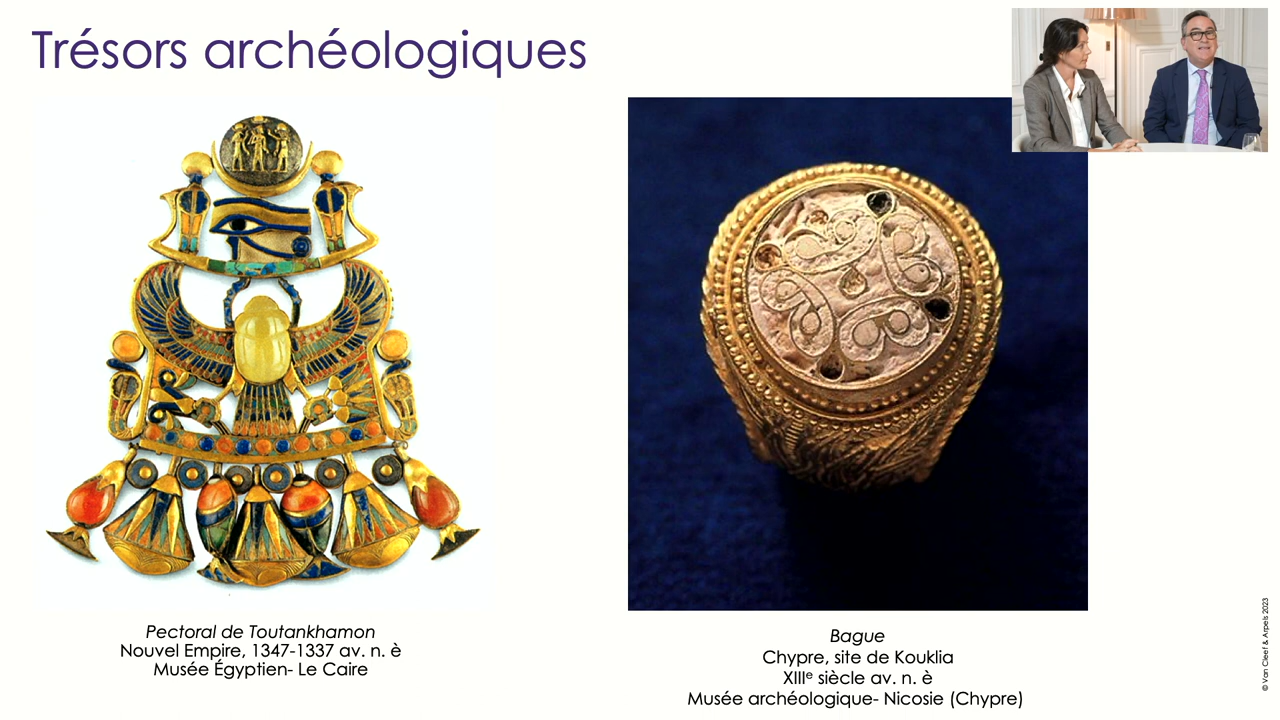 Trésors archéologiques
Pectoral de Toutankhamon
Nouvel Empire, 1347-1337 av. n. è
Musée Égyptien- Le Caire
Bague
Chypre, site de Kouklia
XIIIᵉ siècle av. n. è
Musée archéologique- Nicosie (Chypre)
© Van Cleef & Arpels 2023